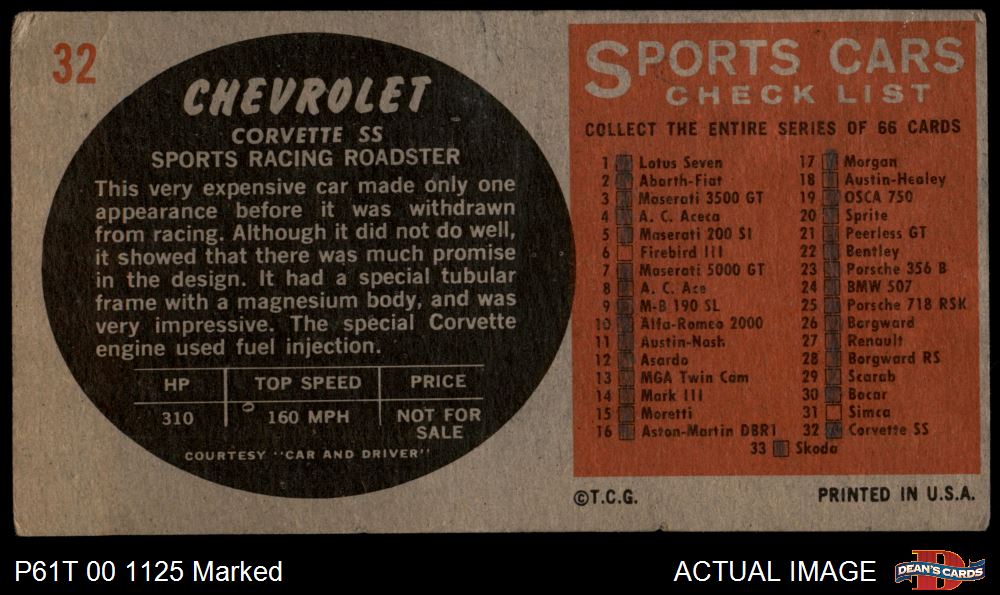 32
CHEVROLET
CORVETTE SS
SPORTS RACING ROADSTER
This very expensive car made only one
appearance before it was withdrawn
from racing. Although it did not do well,
it showed that there was much promise
in the design. It had a special tubular
frame with a magnesium body, and was
very impressive. The special Corvette
engine used fuel injection.
HP TOP SPEED PRICE
310 160 MPH NOT FOR
SALE
COURTESY "CAR AND DRIVER"
SPORTS CARS
CHECK LIST
COLLECT THE ENTIRE SERIES OF 66 CARDS
1 Lotus Seven
2 Abarth-Fiat
3 Maserati 3500 GT
4 A. C. Aceca
5 Maserati 200 SI
6 Firebird III
7 Maserati 5000 GT
8 A. C. Ace
9 M-B 190 SL
10 Alfa-Romeo 2000
11 Austin-Nash
12 Asardo
13 MGA Twin Cam
14 Mark III
15 Moretti
16 Aston-Martin DBR1
17 Morgan
18 Austin-Healey
19 OSCA 750
20 Sprite
21 Peerless GT
22 Bentley
23 Porsche 356 B
24 BMW 507
25 Porsche 718 RSK
26 Borgward
27 Renault
28 Borgward RS
29 Scarab
30 Bocar
31 Simca
32 Corvette SS
33 Skoda
©T.C.G.
PRINTED IN U.S.A.
P61T 00 1125 Marked
ACTUAL IMAGE
DEAN'S CARDS